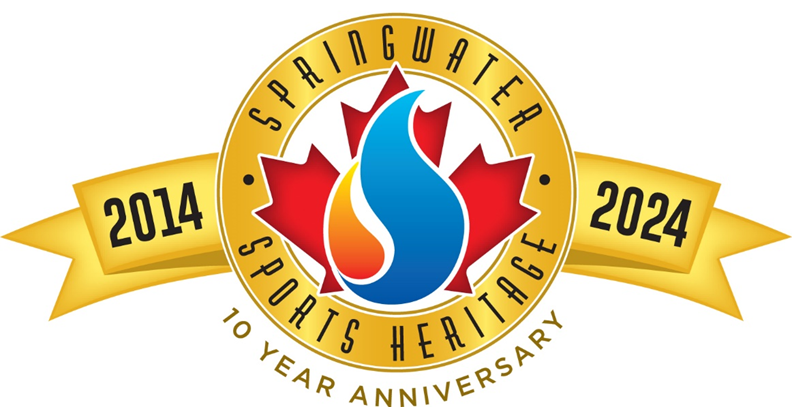 SPRINGWATER
2014
2024
SPORTS HERITAGE
10 YEAR ANNIVERSARY